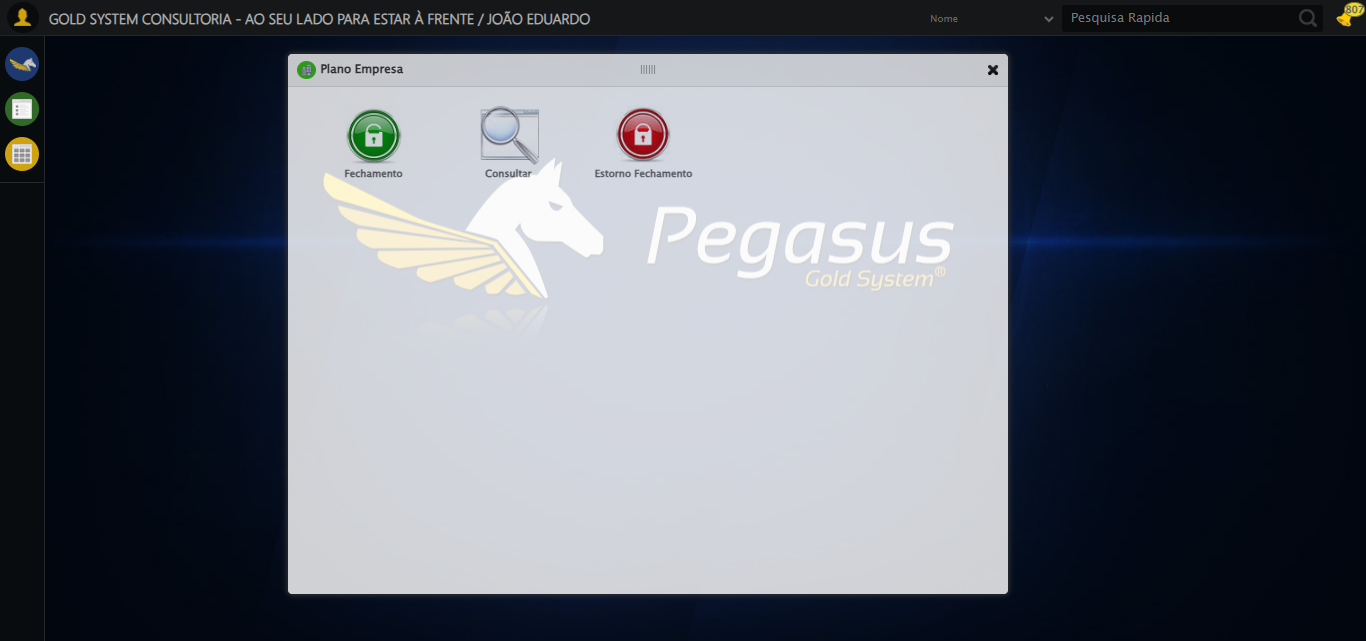 GOLD SYSTEM CONSULTORIA - AO SEU LADO PARA ESTAR À FRENTE / JOÃO EDUARDO
Nome
Pesquisa Rapida
807
Plano Empresa
Fechamento
Consultar
Estorno Fechamento
Pegasus
Gold System®